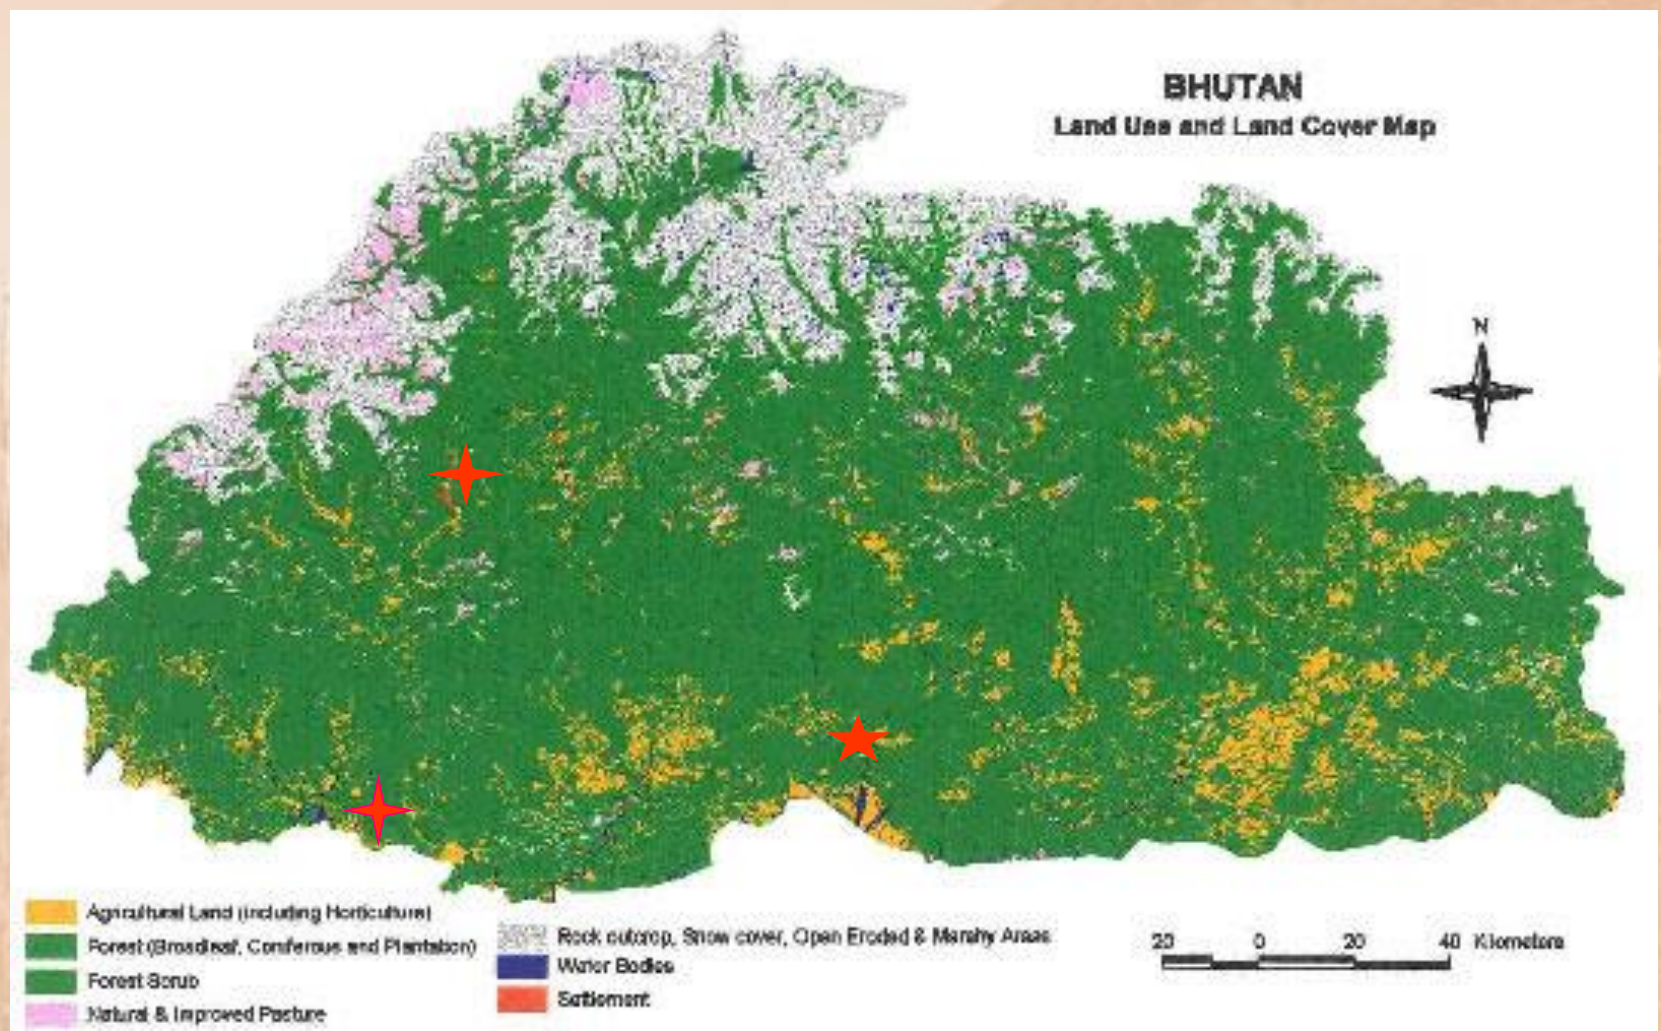 BHUTAN
Land Use and Land Cover Map
N
Agricultural Land (including Horticulture)
Forest (Broadleaf, Coniferous and Plantation)
Forest Scrub
Natural & Improved Pasture
Rock outcrop, Snow cover, Open Eroded & Marshy Areas
Water Bodies
Settlement
20 0 20 40 Kilometers